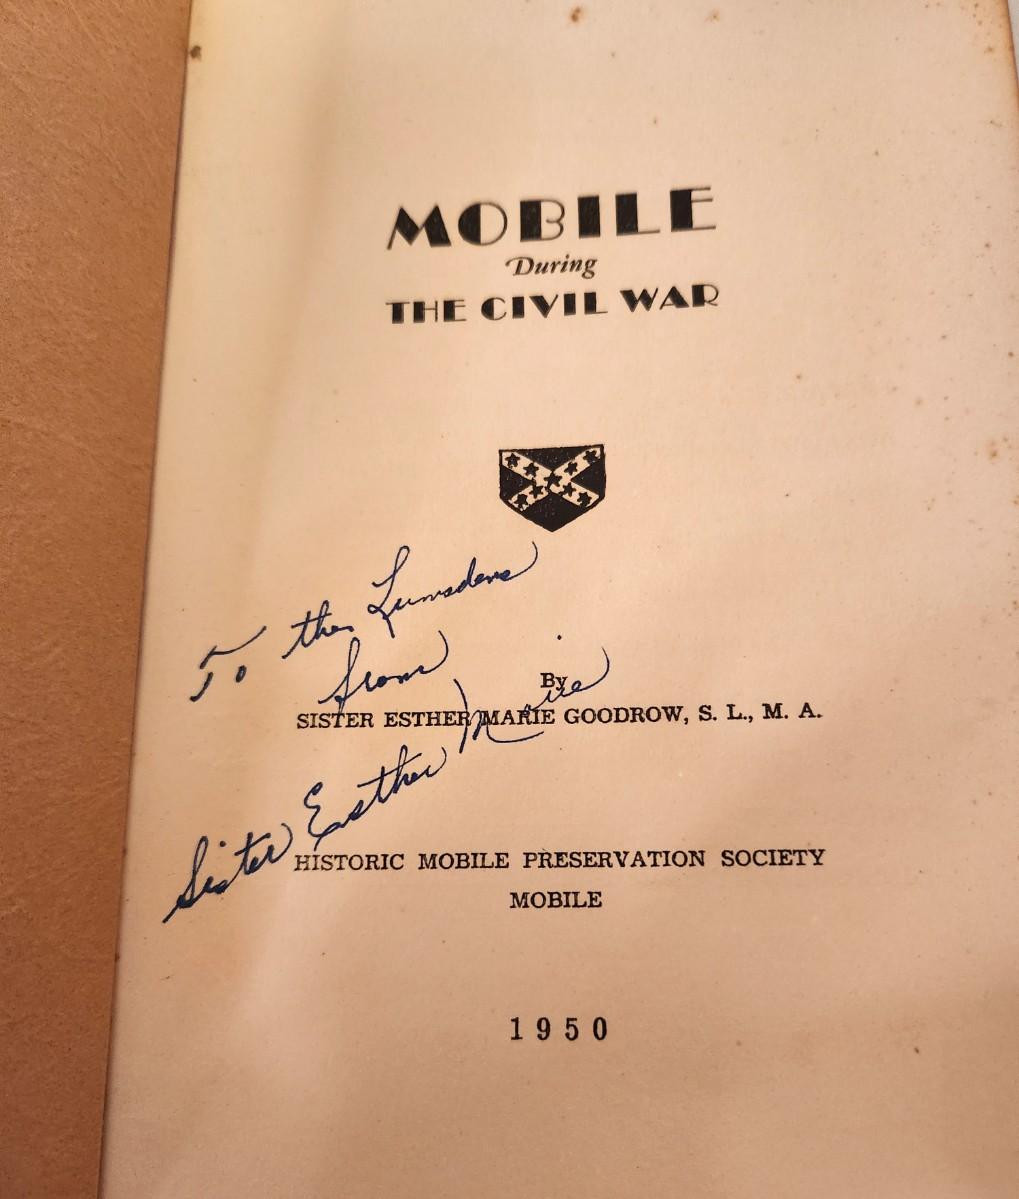 MOBILE
During
THE CIVIL WAR
To the Lumsdens
from
Sister Esther Marie
By
SISTER ESTHER MARIE GOODROW, S. L., M. A.
HISTORIC MOBILE PRESERVATION SOCIETY
MOBILE
1950